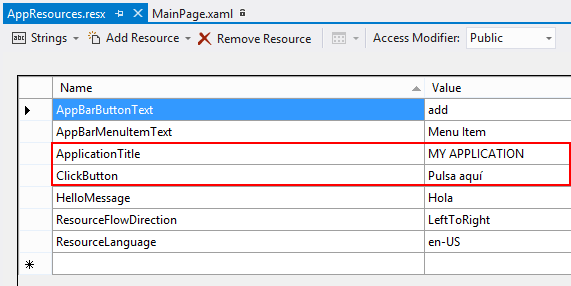 AppResources.resx MainPage.xaml
abc Strings Add Resource Remove Resource Access Modifier: Public
Name Value
AppBarButtonText add
AppBarMenuItemText Menu Item
ApplicationTitle MY APPLICATION
ClickButton Pulsa aquí
HelloMessage Hola
ResourceFlowDirection LeftToRight
ResourceLanguage en-US